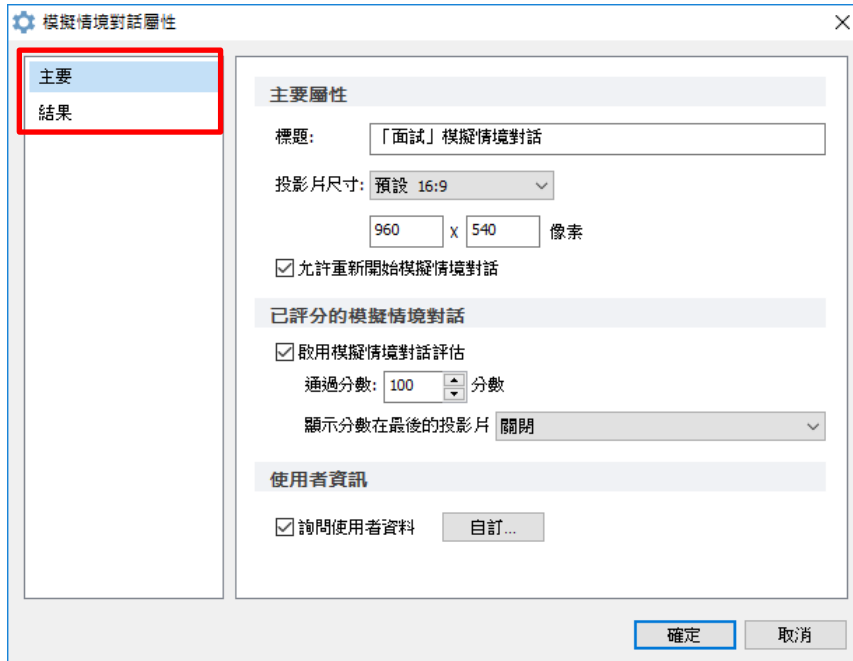 模擬情境對話屬性
主要
結果
主要屬性
標題: 「面試」模擬情境對話
投影片尺寸: 預設 16:9
960 x 540 像素
允許重新開始模擬情境對話
已評分的模擬情境對話
啟用模擬情境對話評估
通過分數: 100 分數
顯示分數在最後的投影片 關閉
使用者資訊
詢問使用者資料 自訂...
確定 取消